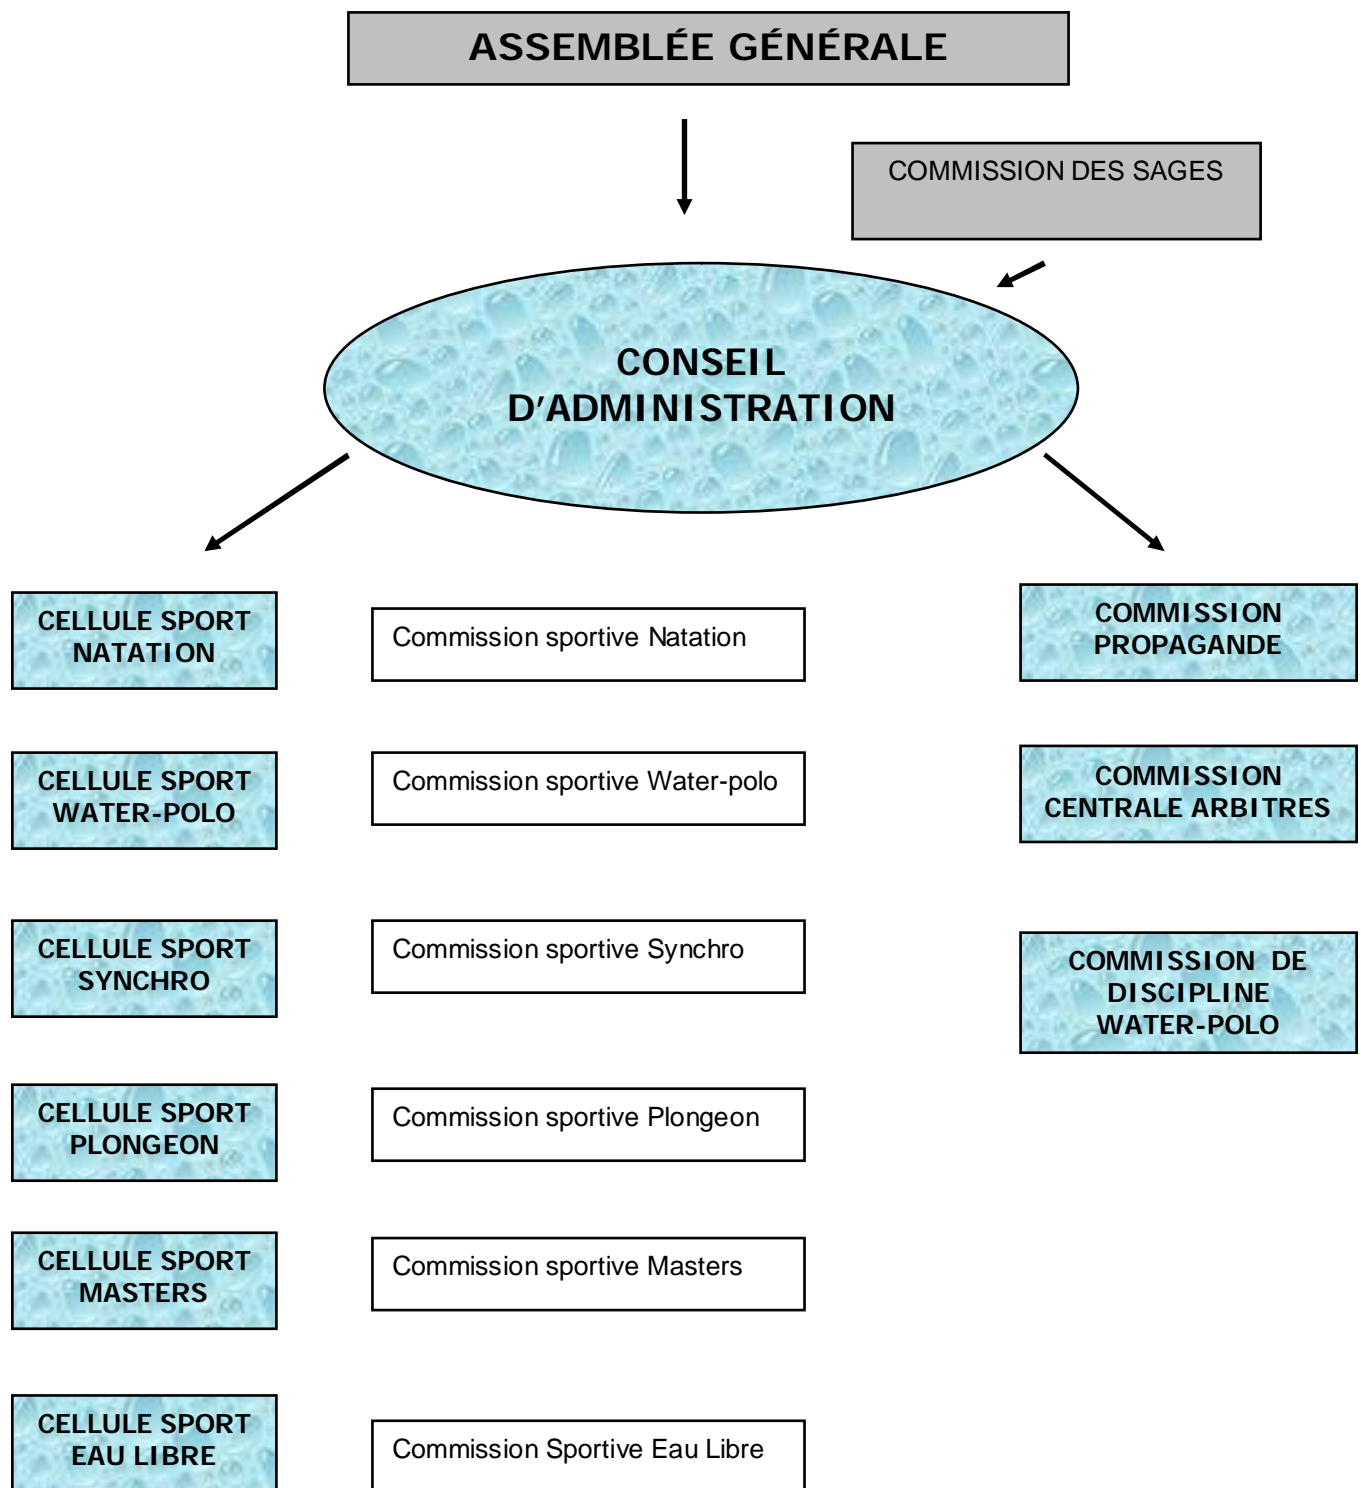 ASSEMBLÉE GÉNÉRALE
COMMISSION DES SAGES
CONSEIL
D'ADMINISTRATION
CELLULE SPORT
NATATION
Commission sportive Natation
COMMISSION
PROPAGANDE
CELLULE SPORT
WATER-POLO
Commission sportive Water-polo
COMMISSION
CENTRALE ARBITRES
CELLULE SPORT
SYNCHRO
Commission sportive Synchro
COMMISSION DE
DISCIPLINE
WATER-POLO
CELLULE SPORT
PLONGEON
Commission sportive Plongeon
CELLULE SPORT
MASTERS
Commission sportive Masters
CELLULE SPORT
EAU LIBRE
Commission Sportive Eau Libre